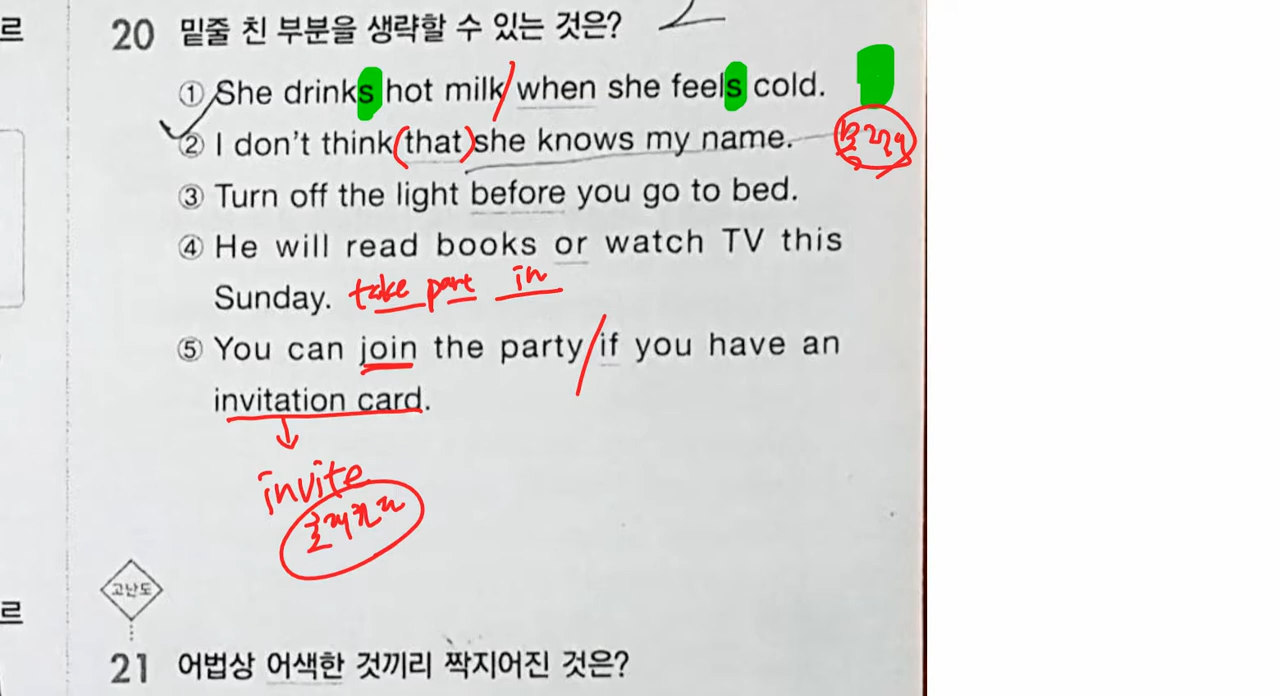 르
20 밑줄 친 부분을 생략할 수 있는 것은?
① She drinks hot milk/when she feels cold.
② I don't think(that)she knows my name.
③ Turn off the light before you go to bed.
④ He will read books or watch TV this
Sunday. take part in
⑤ You can join the party/if you have an
invitation card.
invite
고난도
르
21 어법상 어색한 것끼리 짝지어진 것은?